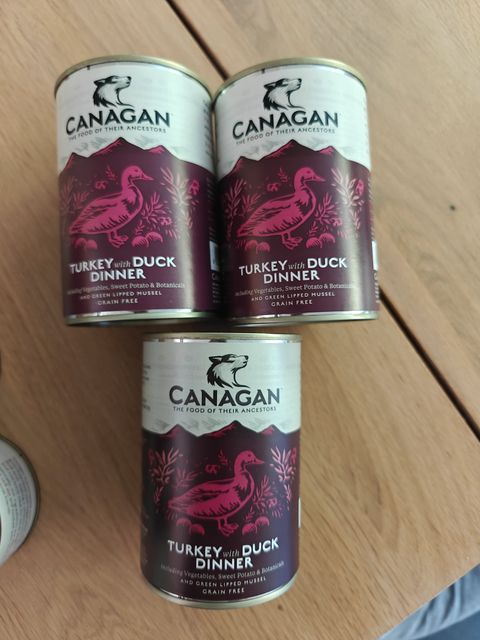 CANAGAN
THE FOOD OF THEIR ANCESTORS
TURKEY with DUCK
DINNER
Including Vegetables, Sweet Potato & Botanicals
AND GREEN LIPPED MUSSEL
GRAIN FREE
CANAGAN
THE FOOD OF THEIR ANCESTORS
TURKEY with DUCK
DINNER
Including Vegetables, Sweet Potato & Botanicals
AND GREEN LIPPED MUSSEL
GRAIN FREE
CANAGAN
THE FOOD OF THEIR ANCESTORS
TURKEY with DUCK
DINNER
Including Vegetables, Sweet Potato & Botanicals
AND GREEN LIPPED MUSSEL
GRAIN FREE